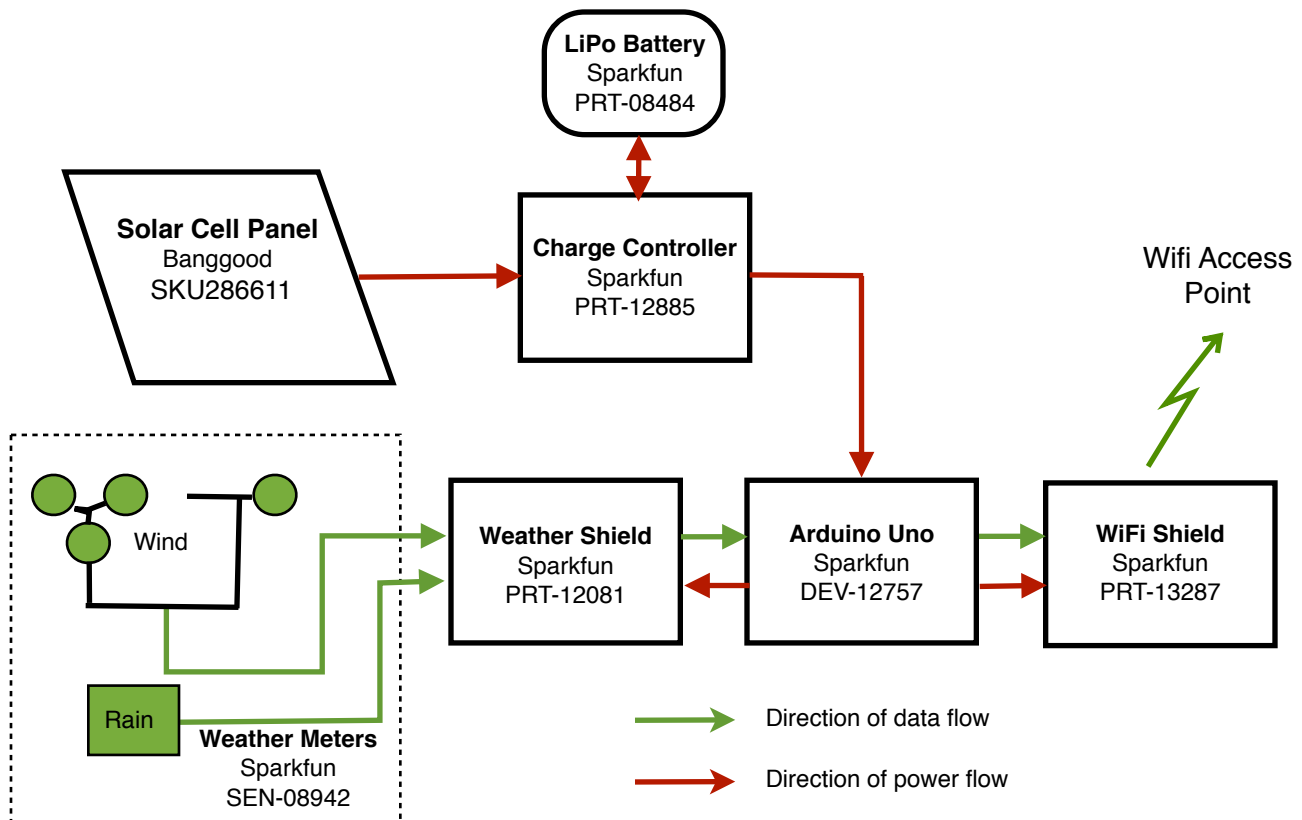 LiPo Battery
Sparkfun
PRT-08484
Solar Cell Panel
Banggood
SKU286611
Charge Controller
Sparkfun
PRT-12885
Wifi Access
Point
Wind
Rain
Weather Meters
Sparkfun
SEN-08942
Weather Shield
Sparkfun
PRT-12081
Arduino Uno
Sparkfun
DEV-12757
WiFi Shield
Sparkfun
PRT-13287
Direction of data flow
Direction of power flow